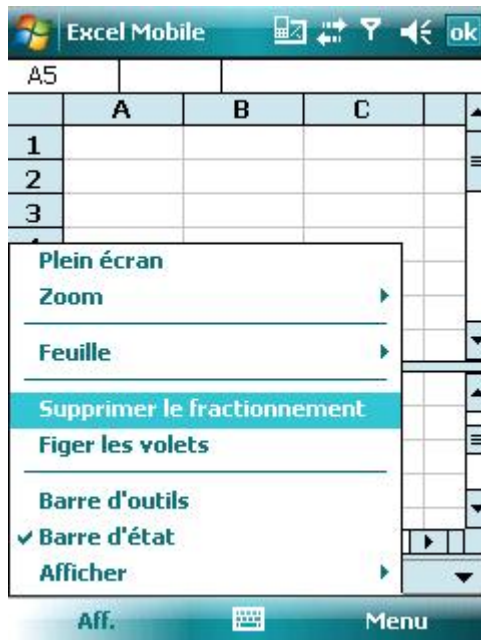 Excel Mobile ok
A5
A B C
1
2
3
Plein écran
Zoom
Feuille
Supprimer le fractionnement
Figer les volets
Barre d'outils
Barre d'état
Afficher
Aff. Menu